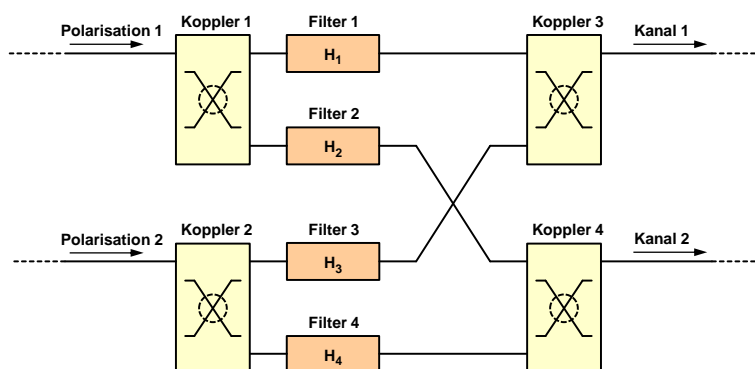 Koppler 1 Filter 1 Koppler 3
Polarisation 1 Kanal 1
H₁
Filter 2
H₂
Koppler 2 Filter 3 Koppler 4
Polarisation 2 Kanal 2
H₃
Filter 4
H₄